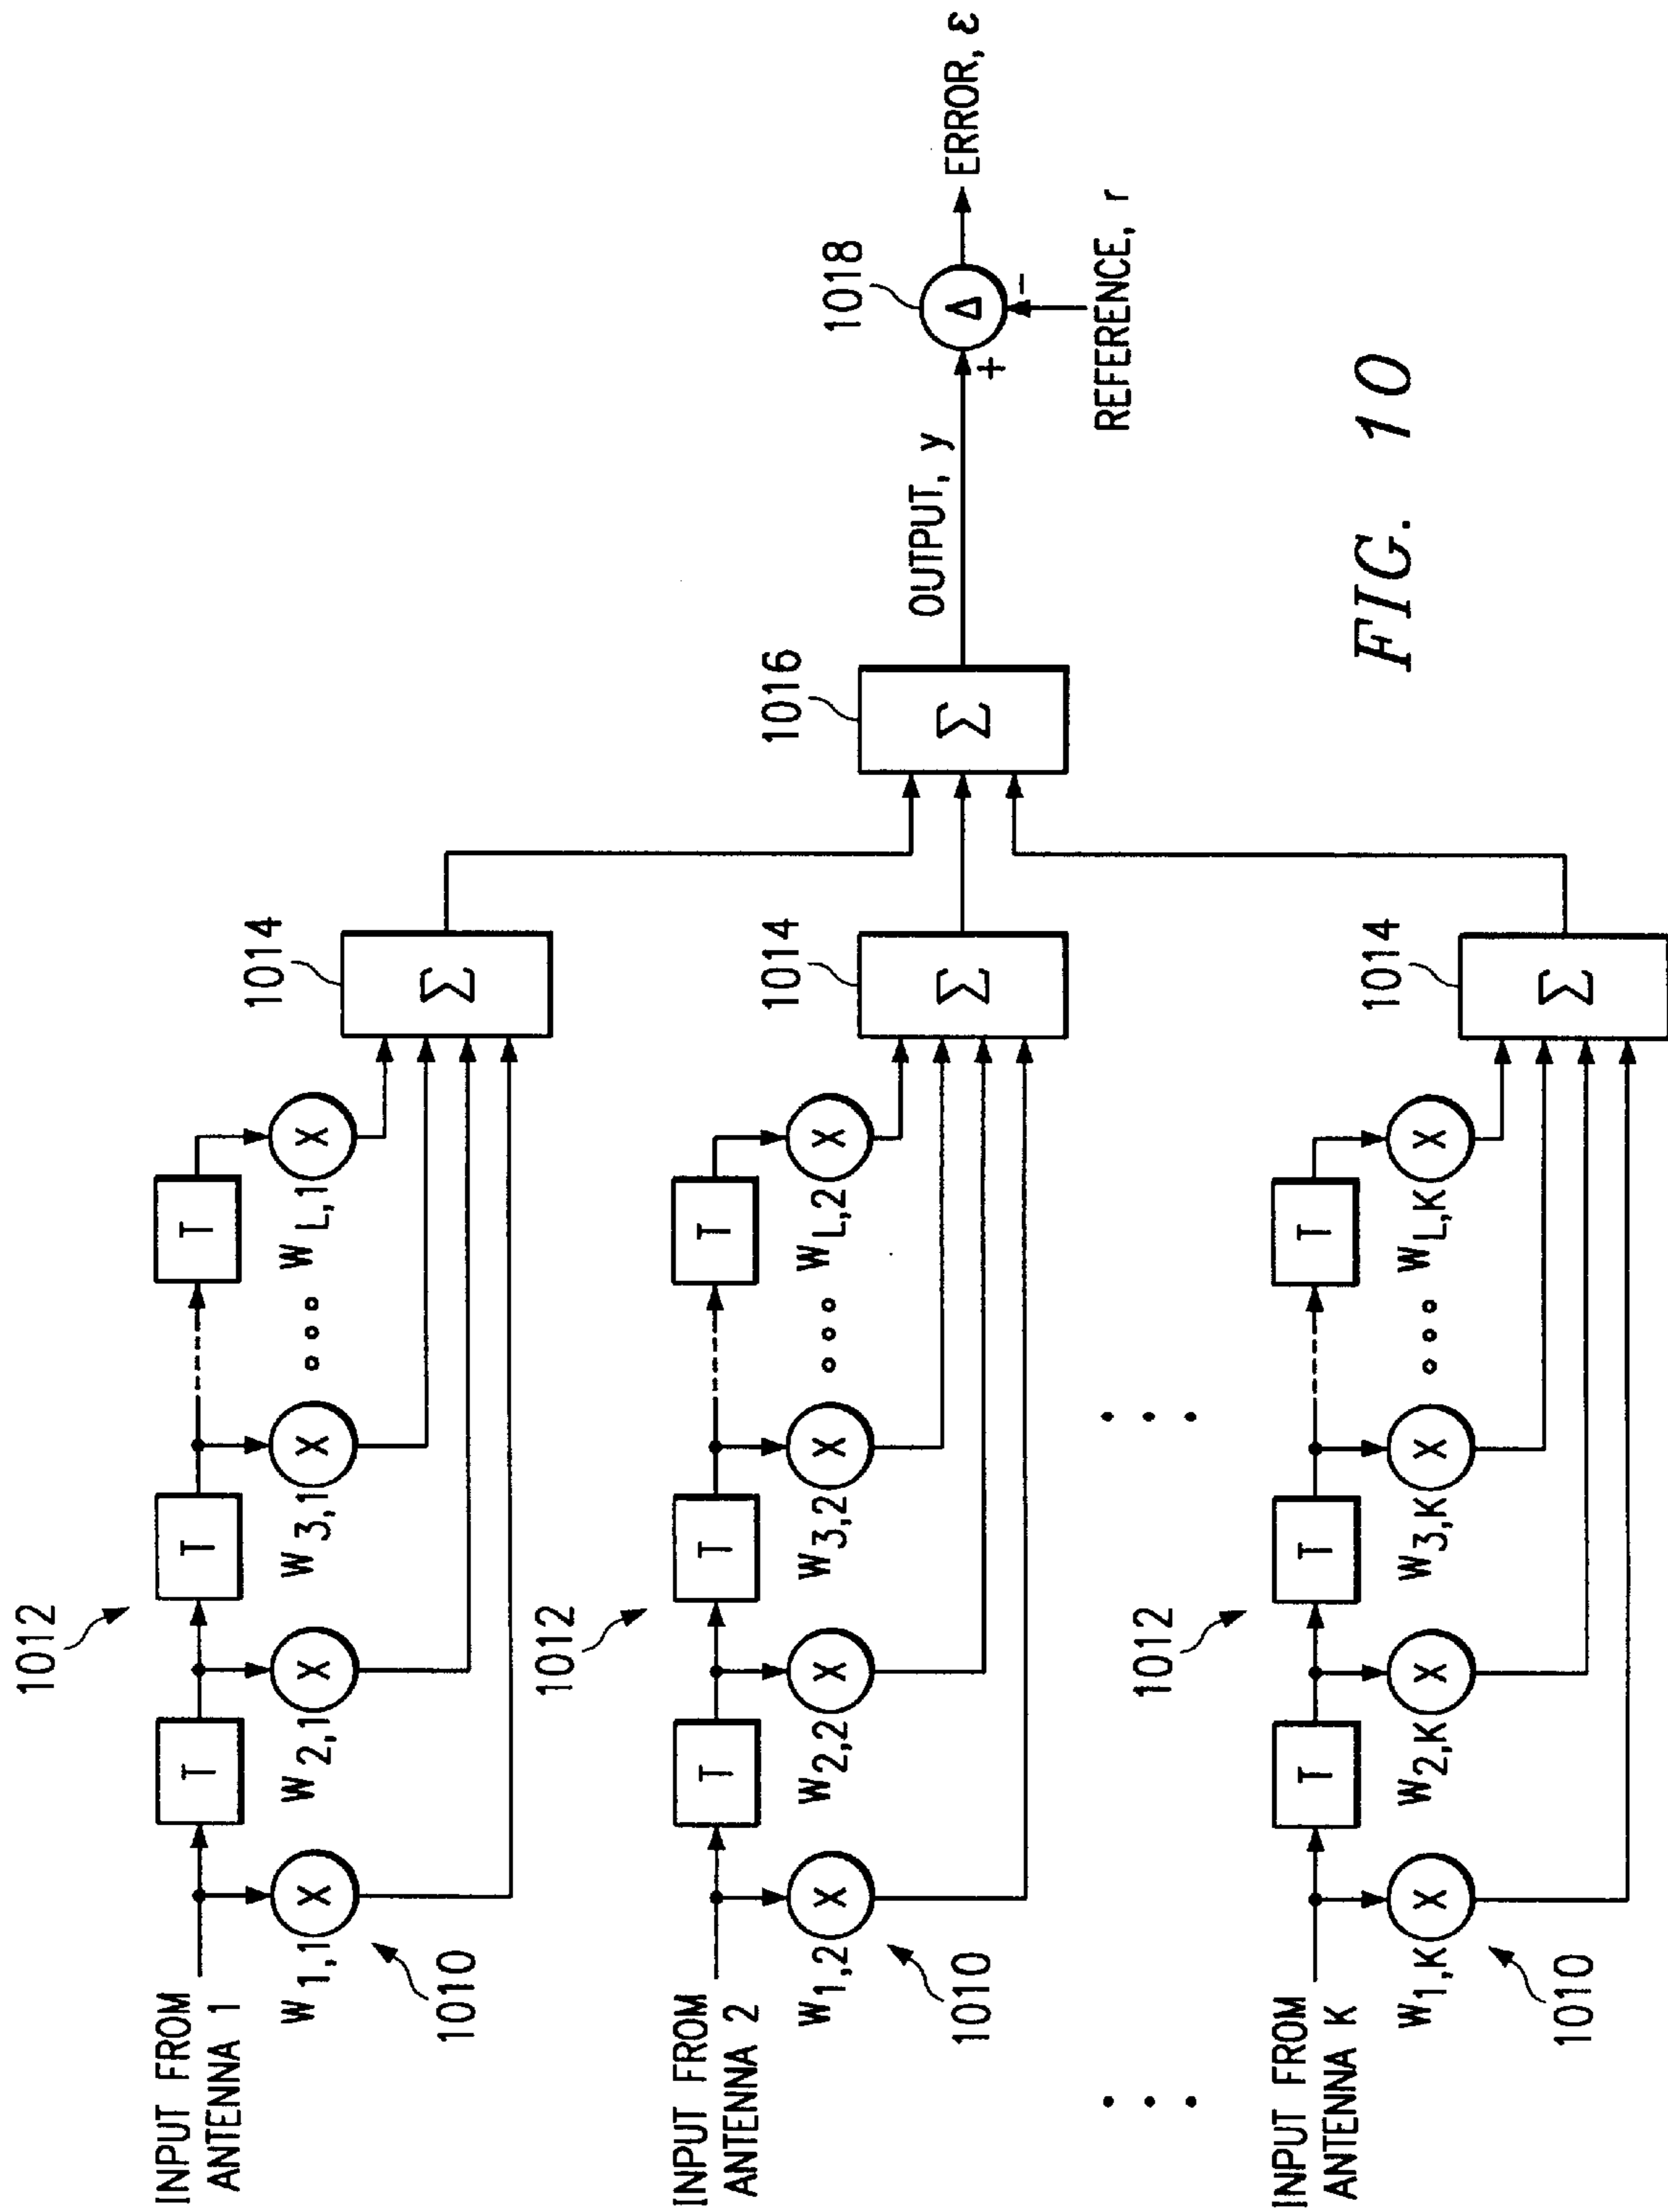 INPUT FROM
ANTENNA 1
1012
T
T
T
W1,1
W2,1
W3,1
WL,1
X
X
X
X
1010
1014
Σ
INPUT FROM
ANTENNA 2
1012
T
T
T
W1,2
W2,2
W3,2
WL,2
X
X
X
X
1010
1014
Σ
1016
Σ
OUTPUT, y
1018
Δ
+
-
ERROR, ε
REFERENCE, r
INPUT FROM
ANTENNA K
1012
T
T
T
W1,K
W2,K
W3,K
WL,K
X
X
X
X
1010
1014
Σ
FIG. 10